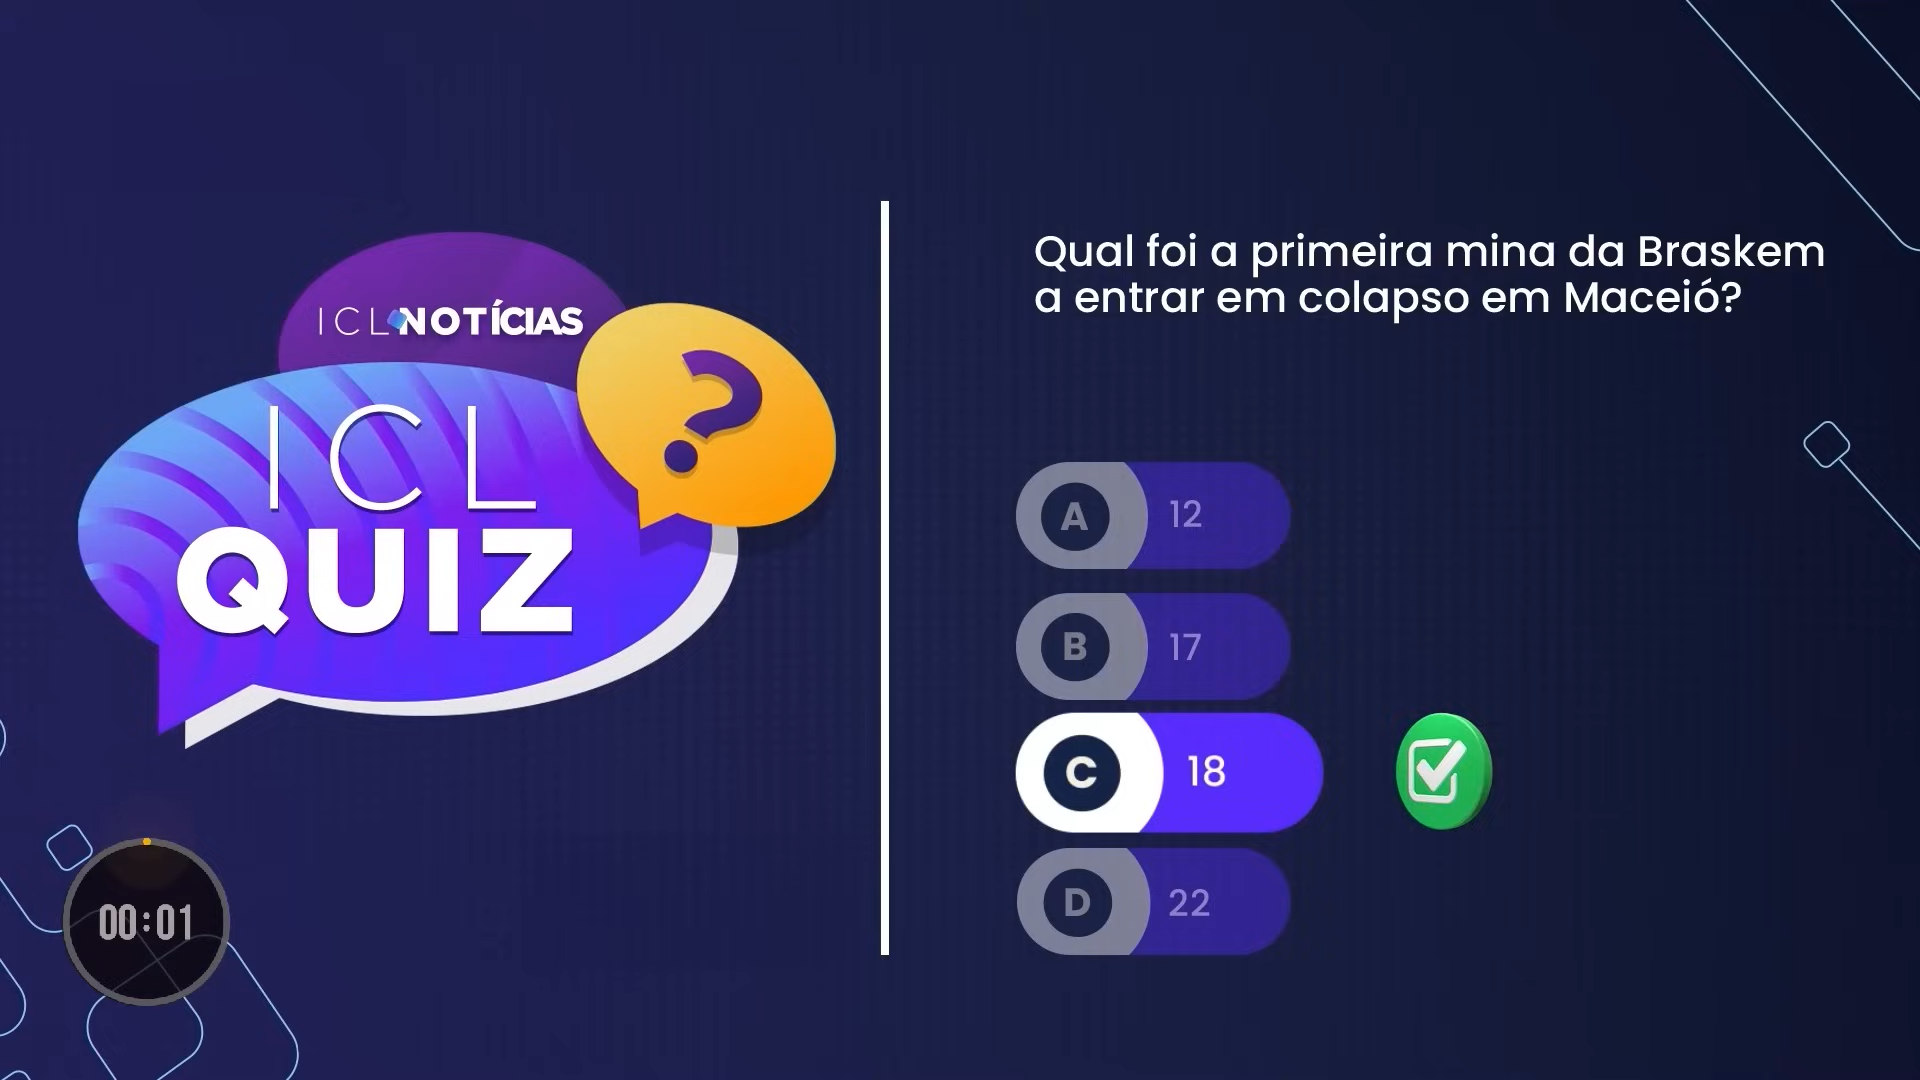 ICL NOTÍCIAS
ICL
QUIZ
?
Qual foi a primeira mina da Braskem
a entrar em colapso em Maceió?
A 12
B 17
C 18
D 22
00:01